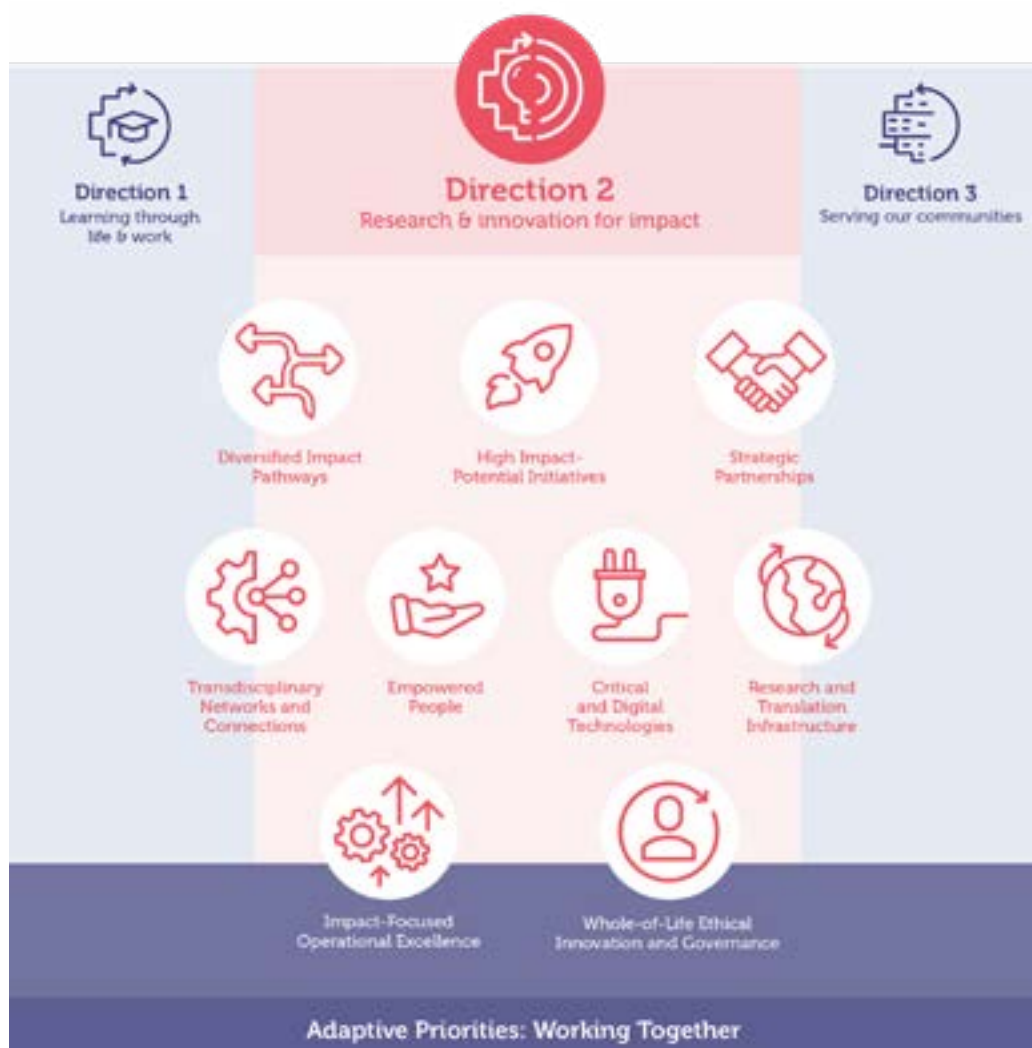 Direction 1
Learning through
life & work
Direction 2
Research & innovation for impact
Direction 3
Serving our communities
Diversified Impact
Pathways
High Impact-
Potential Initiatives
Strategic
Partnerships
Transdisciplinary
Networks and
Connections
Empowered
People
Critical
and Digital
Technologies
Research and
Translation
Infrastructure
Impact-Focused
Operational Excellence
Whole-of-Life Ethical
Innovation and Governance
Adaptive Priorities: Working Together